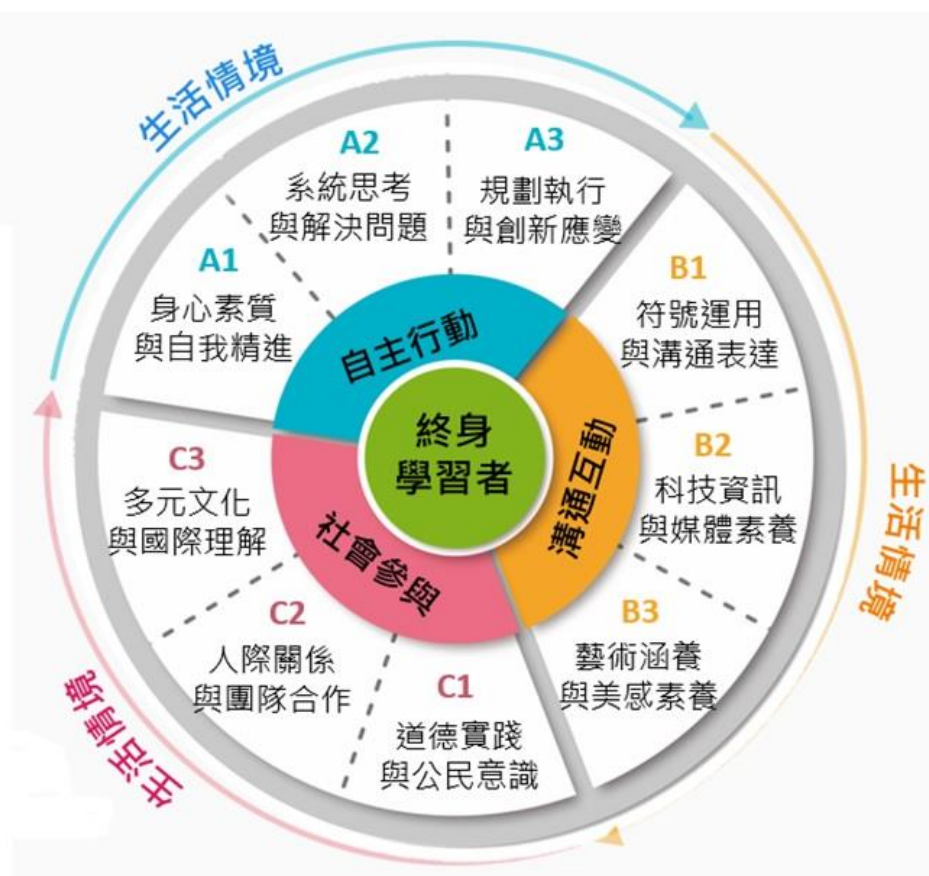 生活情境
A1
身心素質
與自我精進
A2
系統思考
與解決問題
A3
規劃執行
與創新應變
自主行動
生活情境
B1
符號運用
與溝通表達
B2
科技資訊
與媒體素養
B3
藝術涵養
與美感素養
溝通互動
生活情境
C1
道德實踐
與公民意識
C2
人際關係
與團隊合作
C3
多元文化
與國際理解
社會參與
終身
學習者